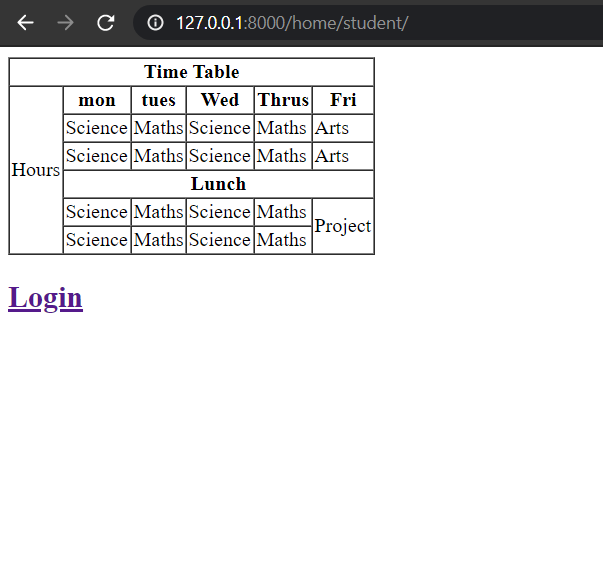 127.0.0.1:8000/home/student/
Time Table
mon tues Wed Thrus Fri
Science Maths Science Maths Arts
Science Maths Science Maths Arts
Hours
Lunch
Science Maths Science Maths
Project
Science Maths Science Maths
Login